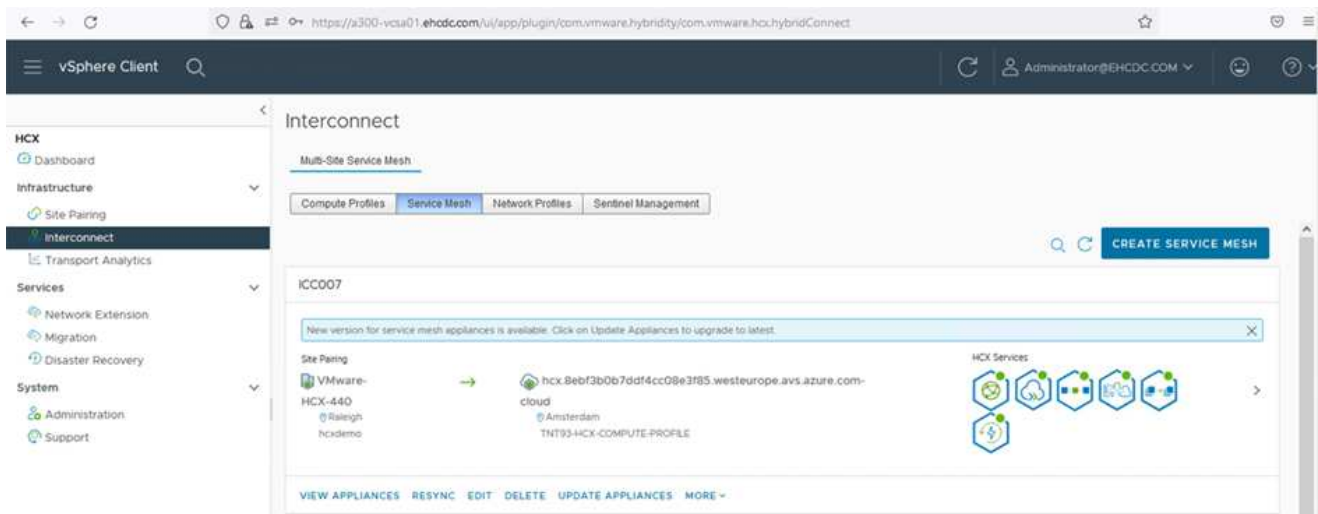 https://a300-vcsa01.ehcdc.com/ui/app/plugin/com.vmware.hybridity/com.vmware.hcx.hybridConnect
vSphere Client
Administrator@EHCDC.COM
HCX
Dashboard
Infrastructure
Site Pairing
Interconnect
Transport Analytics
Services
Network Extension
Migration
Disaster Recovery
System
Administration
Support
Interconnect
Multi-Site Service Mesh
Compute Profiles Service Mesh Network Profiles Sentinel Management
CREATE SERVICE MESH
ICC007
New version for service mesh appliances is available. Click on Update Appliances to upgrade to latest.
Site Pairing
VMware-
HCX-440
Raleigh
hcxdemo
hcx.8ebf3b0b7ddf4cc08e3f85.westeurope.avs.azure.com-
cloud
Amsterdam
TNT93-HCX-COMPUTE-PROFILE
HCX Services
VIEW APPLIANCES RESYNC EDIT DELETE UPDATE APPLIANCES MORE